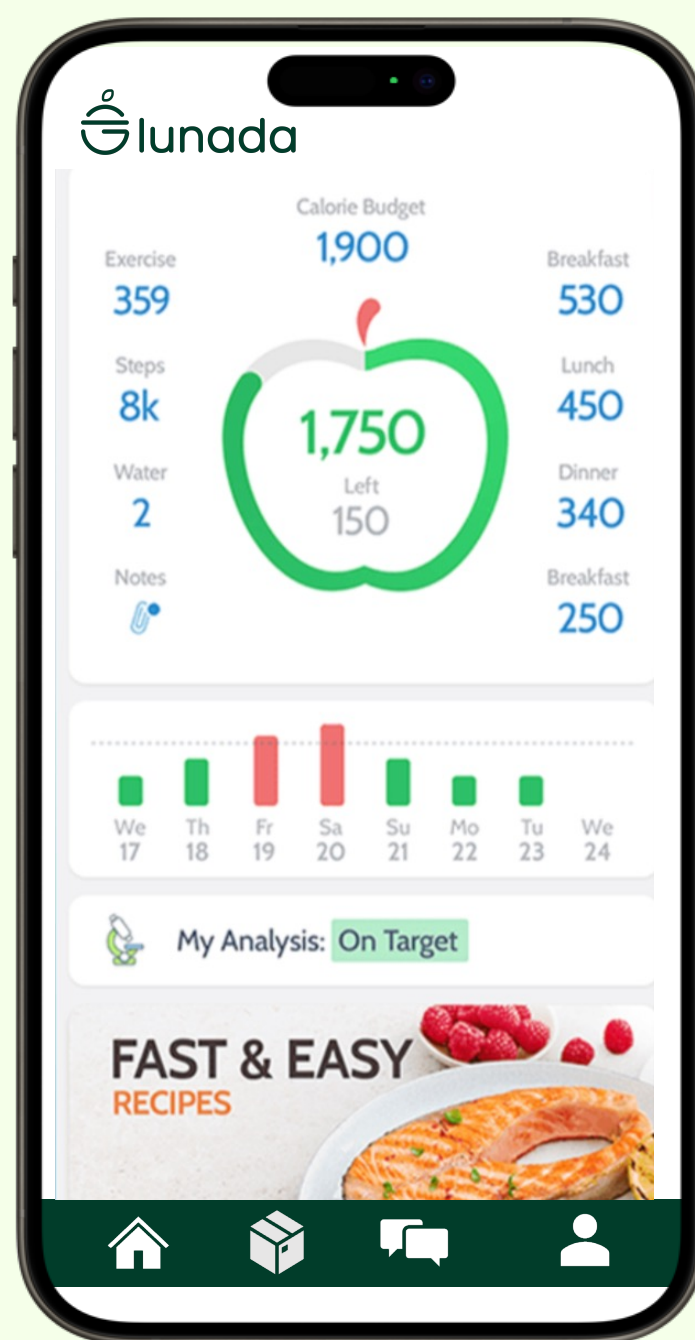 Glunada
Calorie Budget
1,900
Exercise
359
Steps
8k
Water
2
Notes
1,750
Left
150
Breakfast
530
Lunch
450
Dinner
340
Breakfast
250
We Th Fr Sa Su Mo Tu We
17 18 19 20 21 22 23 24
My Analysis: On Target
FAST & EASY
RECIPES